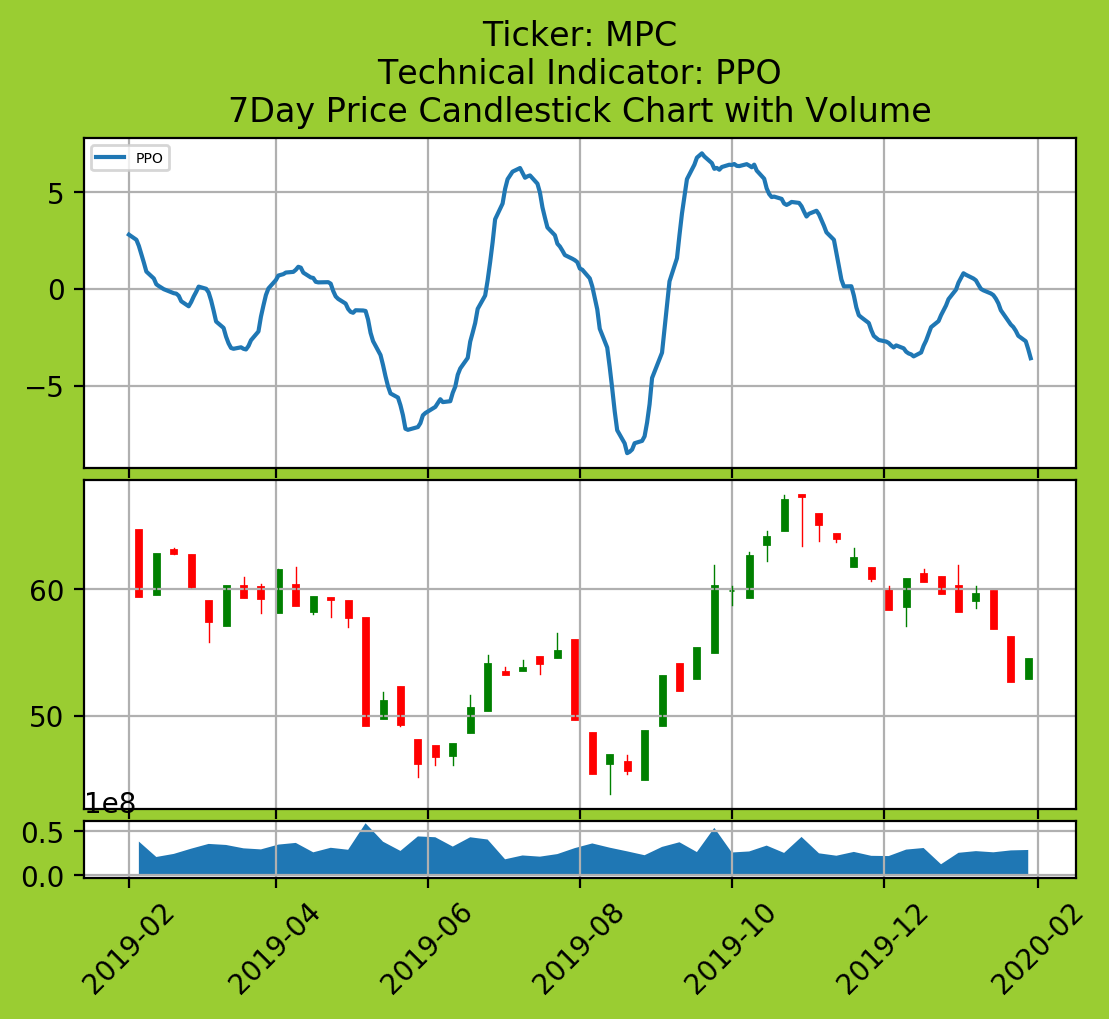 Ticker: MPC
Technical Indicator: PPO
7Day Price Candlestick Chart with Volume
PPO
5
0
−5
60
50
1e8
0.5
0.0
2019-02
2019-04
2019-06
2019-08
2019-10
2019-12
2020-02